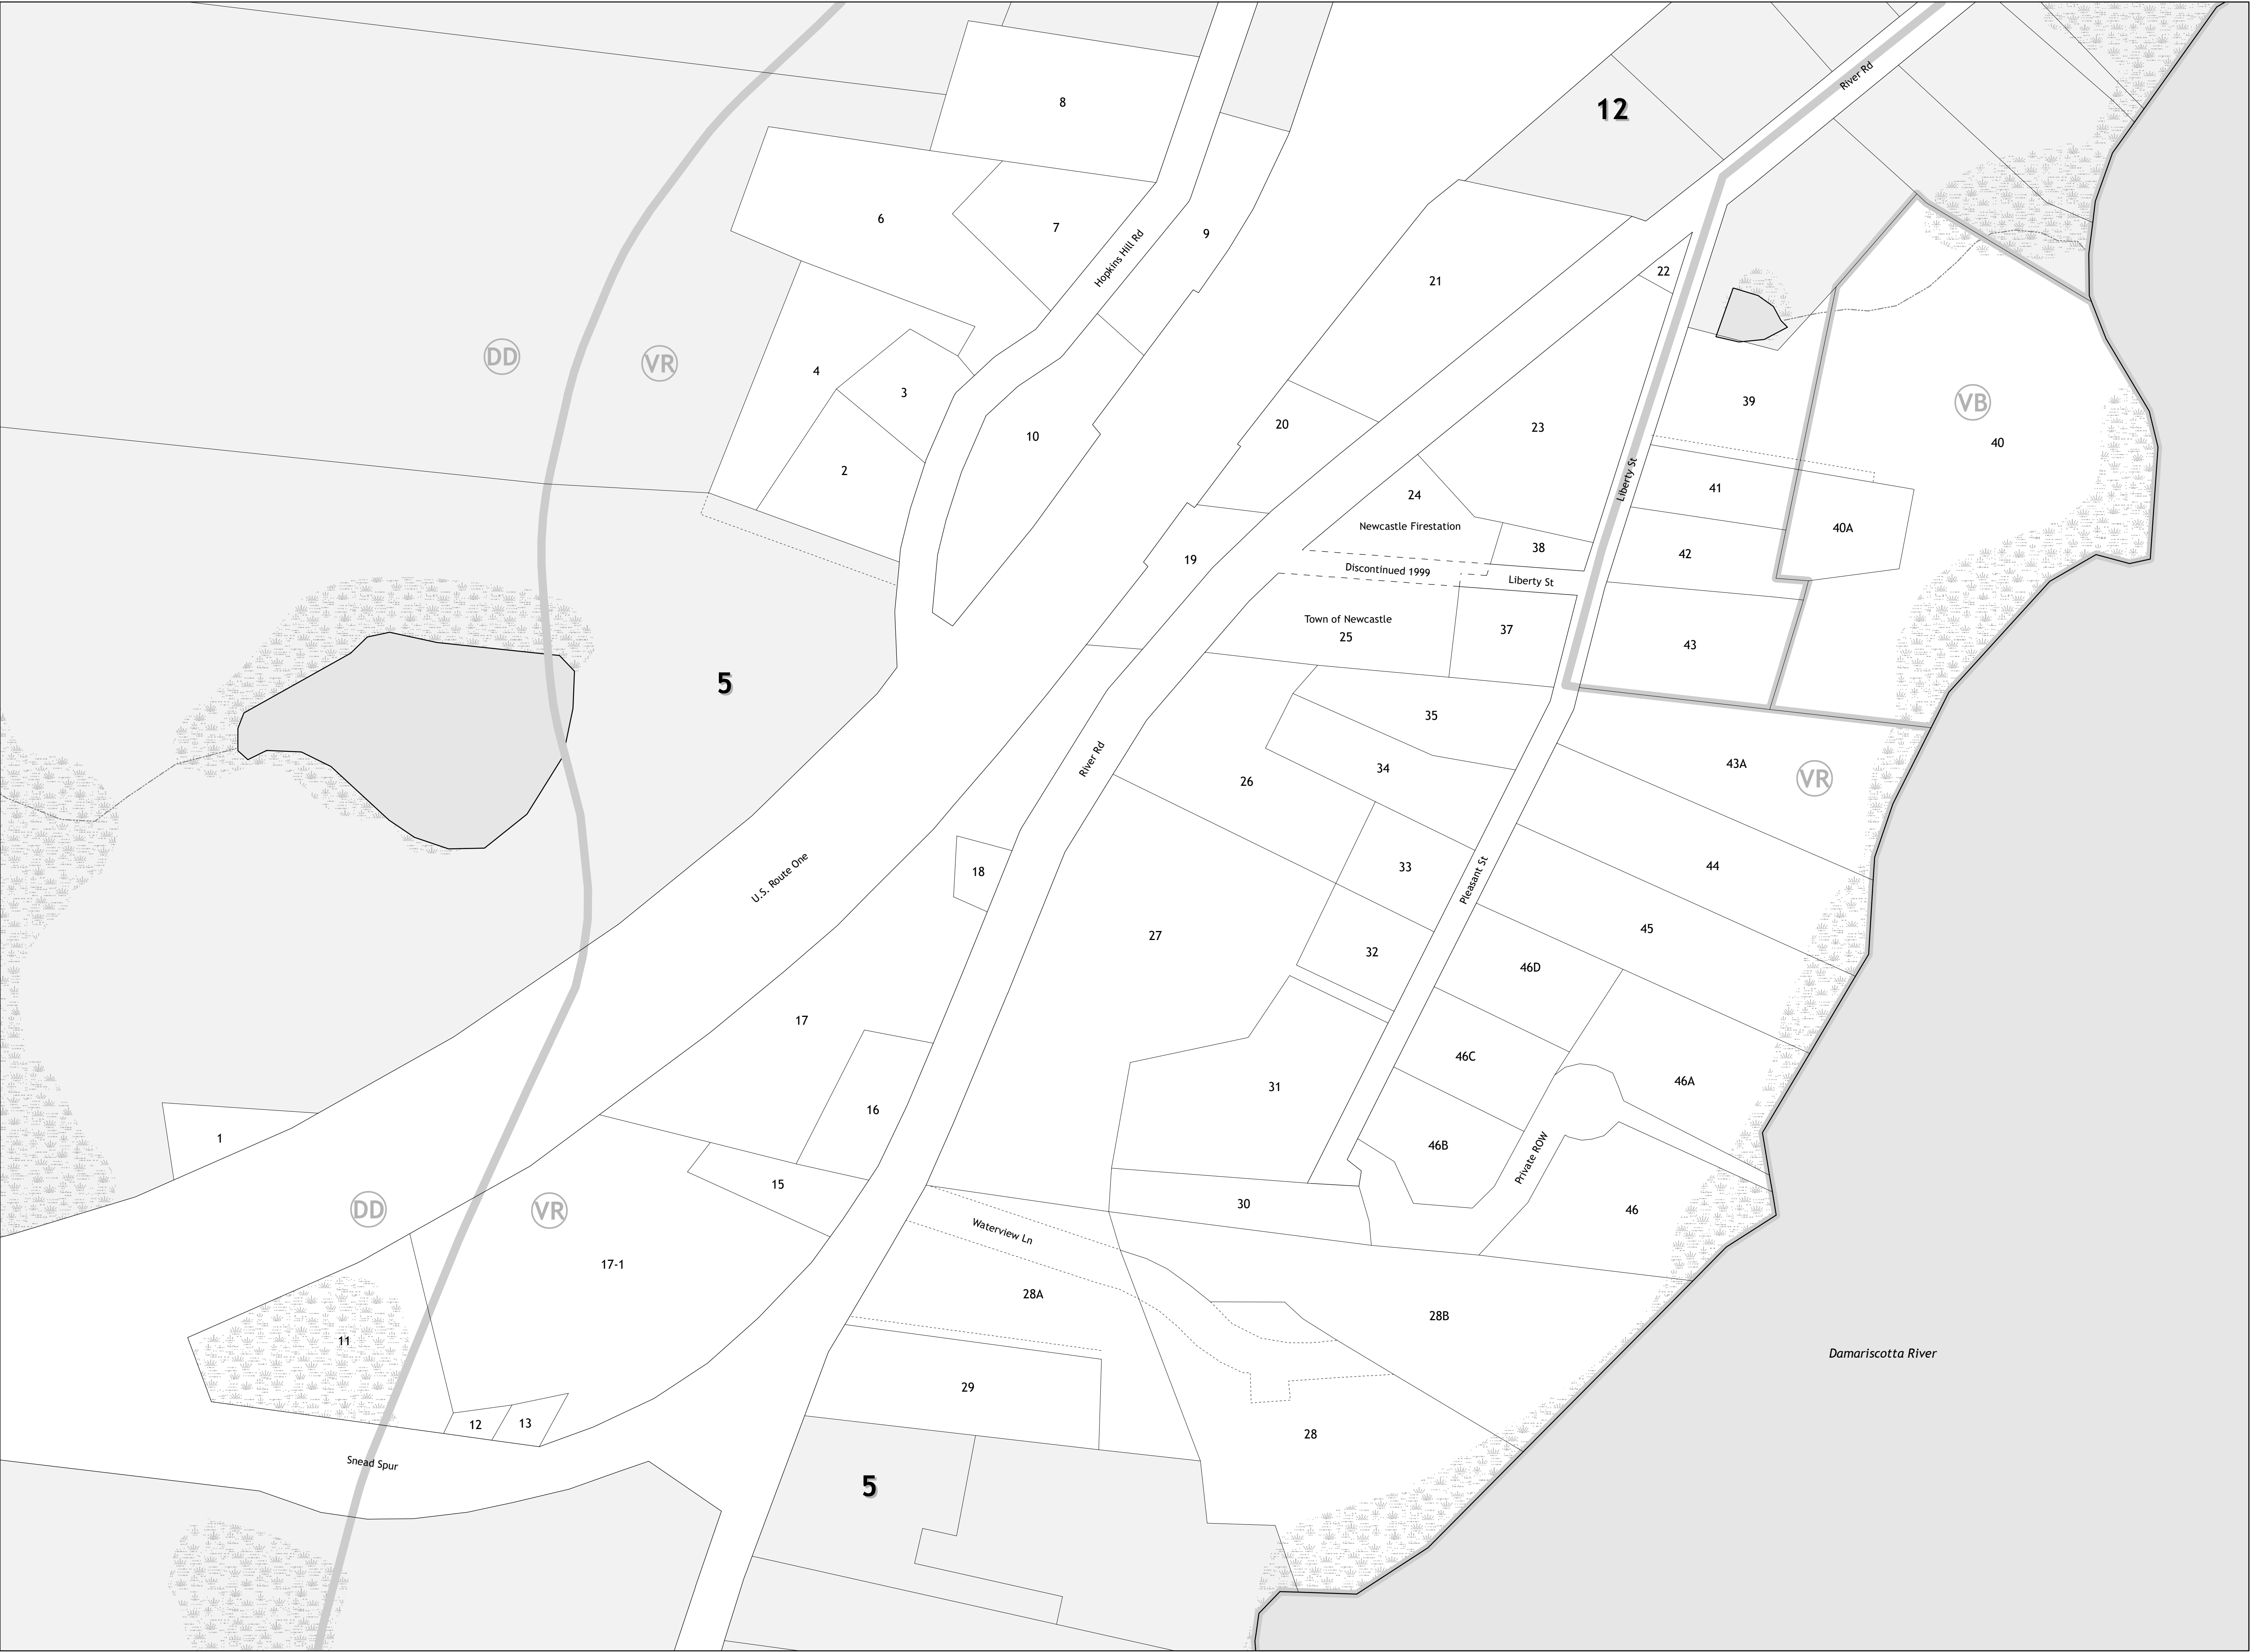 River Rd
8
12
6
7
9
Hopkins Hill Rd
21
22
DD
VR
4
3
10
20
23
39
VB
40
2
24
Liberty St
41
Newcastle Firestation
40A
38
42
19
Discontinued 1999
Liberty St
Town of Newcastle
25
37
43
5
35
River Rd
26
34
43A
VR
U.S. Route One
18
33
Pleasant St
44
27
32
45
46D
17
46C
31
46A
16
1
46B
Private ROW
15
30
46
DD
VR
Waterview Ln
17-1
28A
28B
11
Damariscotta River
29
12
13
28
Snead Spur
5